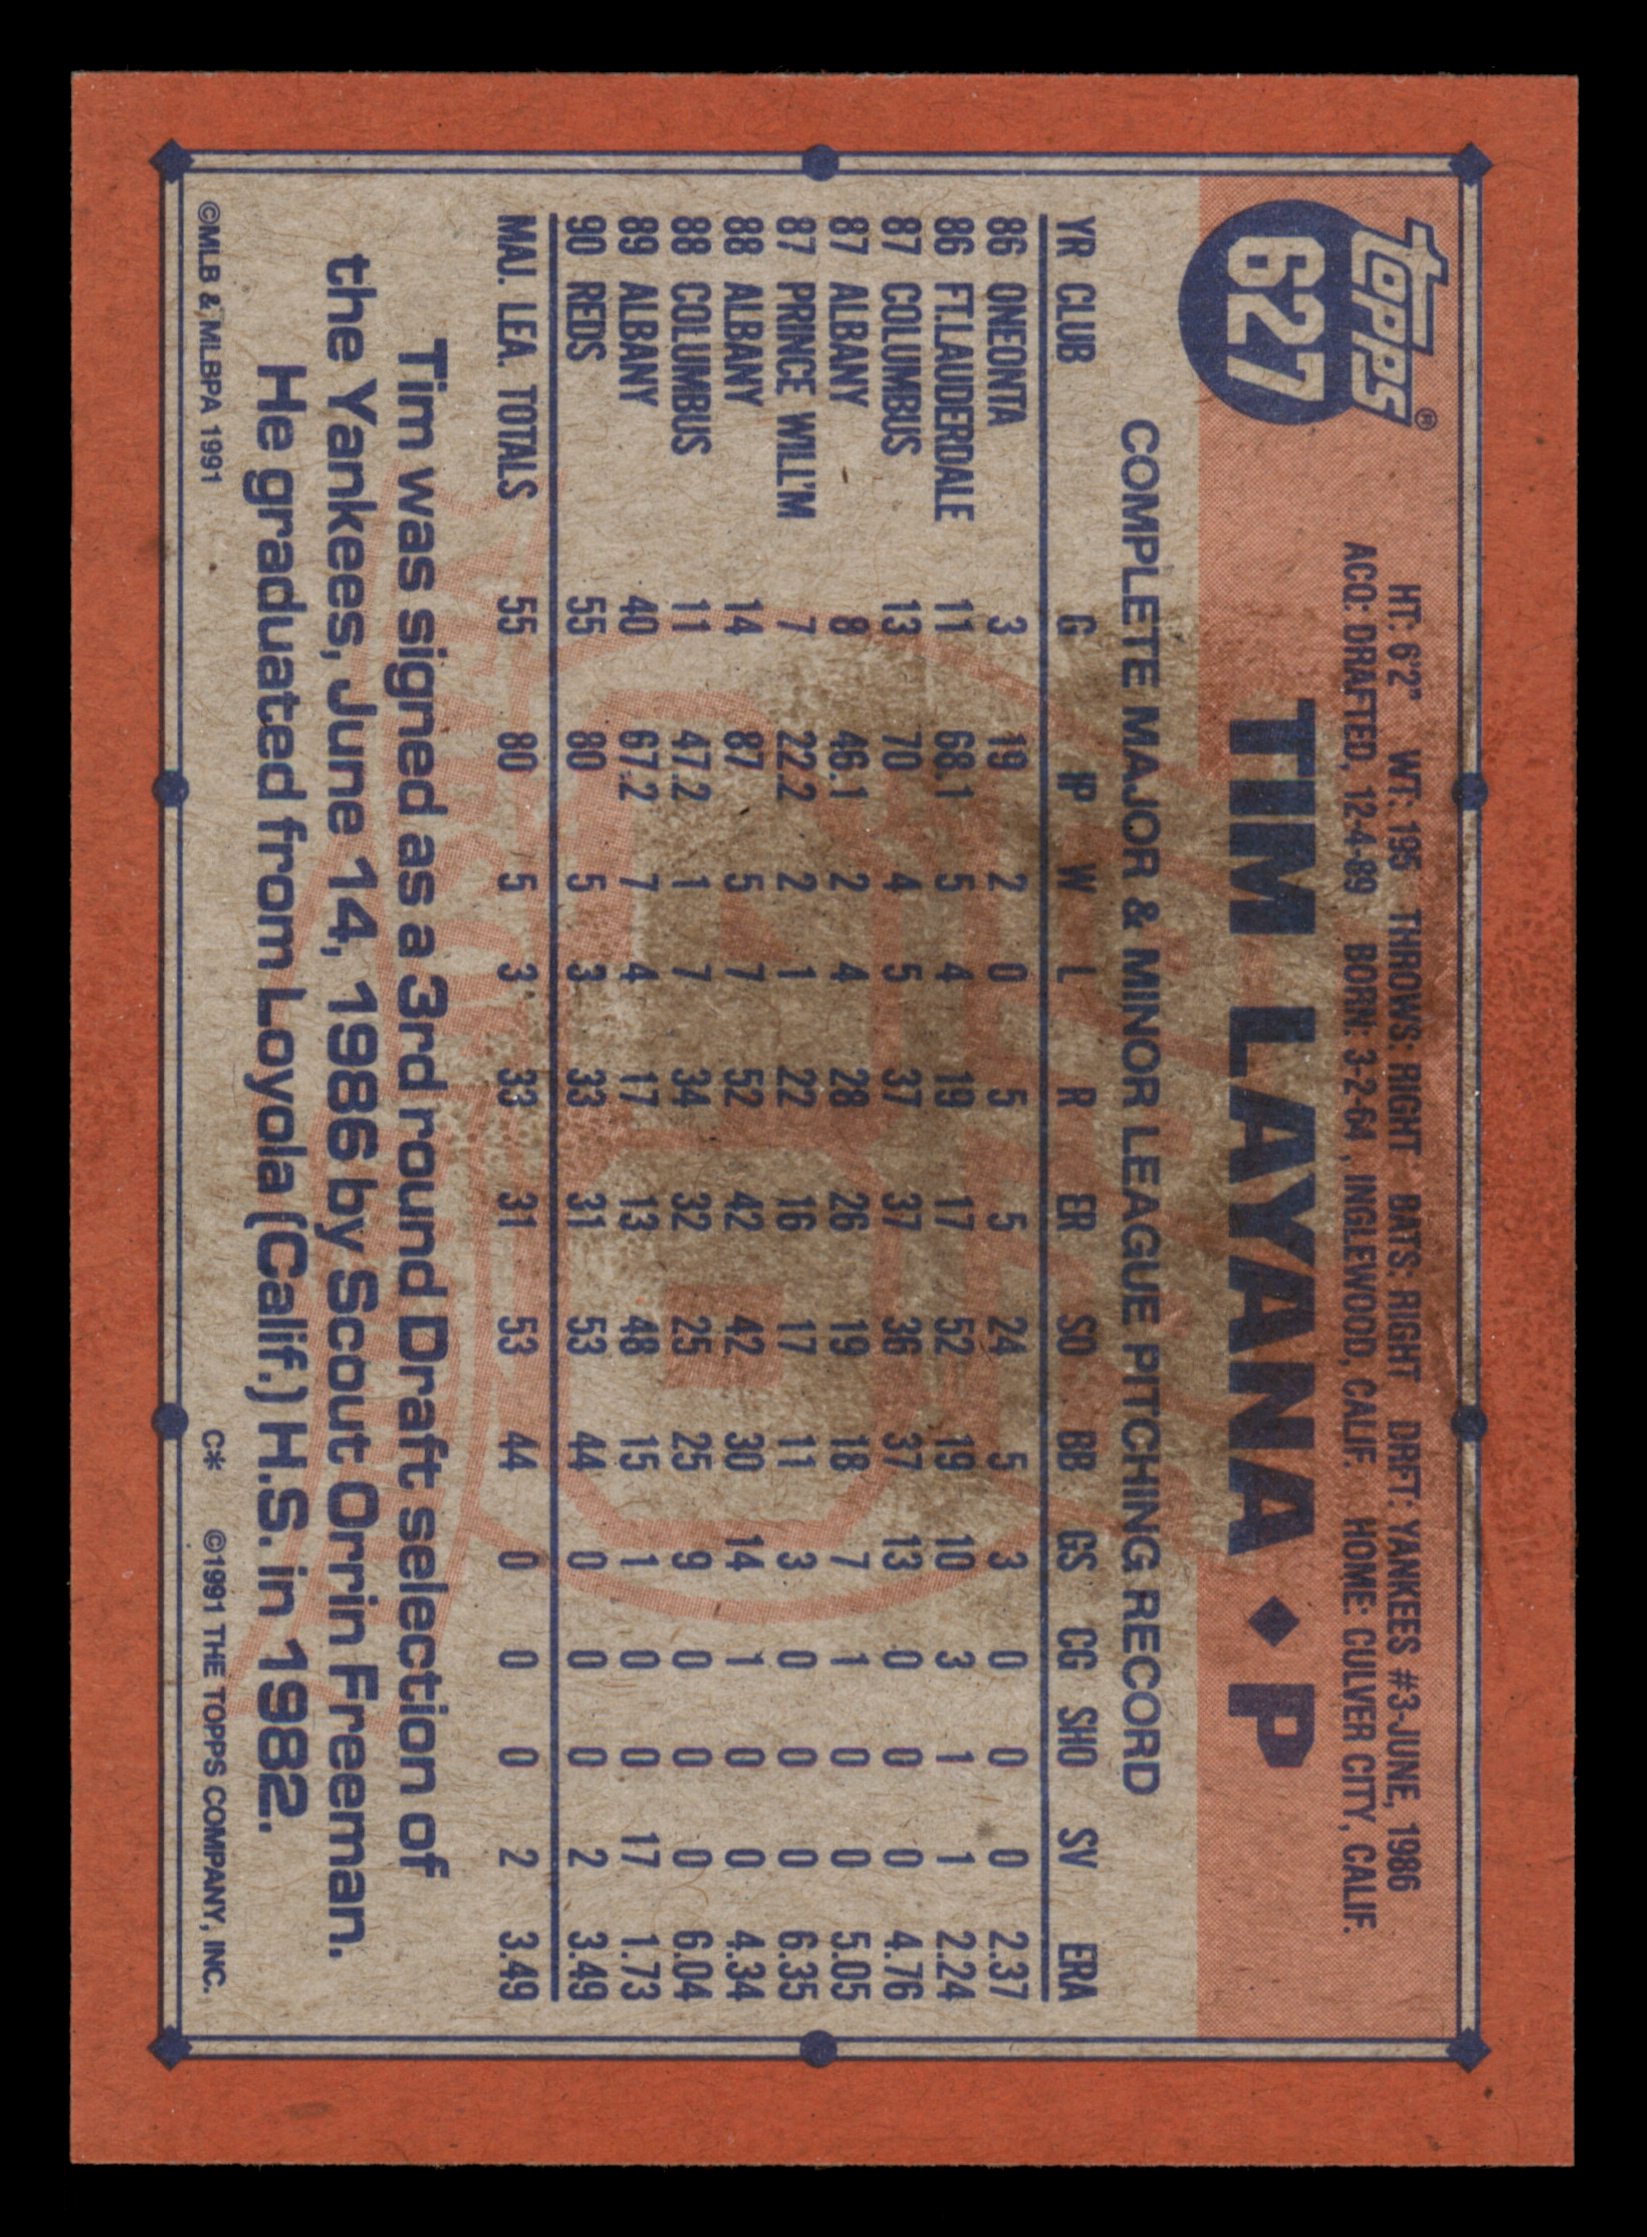 Topps®
627
HT: 6'2" WT: 195 THROWS: RIGHT BATS: RIGHT DRFT: YANKEES #3-JUNE, 1986
ACQ: DRAFTED, 12-4-89 BORN: 3-2-64, INGLEWOOD, CALIF. HOME: CULVER CITY, CALIF.
TIM LAYANA ♦ P
COMPLETE MAJOR & MINOR LEAGUE PITCHING RECORD
YR CLUB G IP W L R ER SO BB GS CG SHO SV ERA
86 ONEONTA 3 19 2 0 5 5 24 5 3 0 0 0 2.37
86 FT.LAUDERDALE 11 68.1 5 4 19 17 52 19 10 3 1 1 2.24
87 COLUMBUS 13 70 4 5 37 37 36 37 13 0 0 0 4.76
87 ALBANY 8 46.1 2 4 28 26 19 18 7 1 0 0 5.05
87 PRINCE WILL'M 7 22.2 2 1 22 16 17 11 3 0 0 0 6.35
88 ALBANY 14 87 5 7 52 42 42 30 14 1 0 0 4.34
88 COLUMBUS 11 47.2 1 7 34 32 25 25 9 0 0 0 6.04
89 ALBANY 40 67.2 7 4 17 13 48 15 1 0 0 17 1.73
90 REDS 55 80 5 3 33 31 53 44 0 0 0 2 3.49
MAJ. LEA. TOTALS 55 80 5 3 33 31 53 44 0 0 0 2 3.49
Tim was signed as a 3rd round Draft selection of
the Yankees, June 14, 1986 by Scout Orrin Freeman.
He graduated from Loyola (Calif.) H.S. in 1982.
©MLB & MLBPA 1991 C* ©1991 THE TOPPS COMPANY, INC.